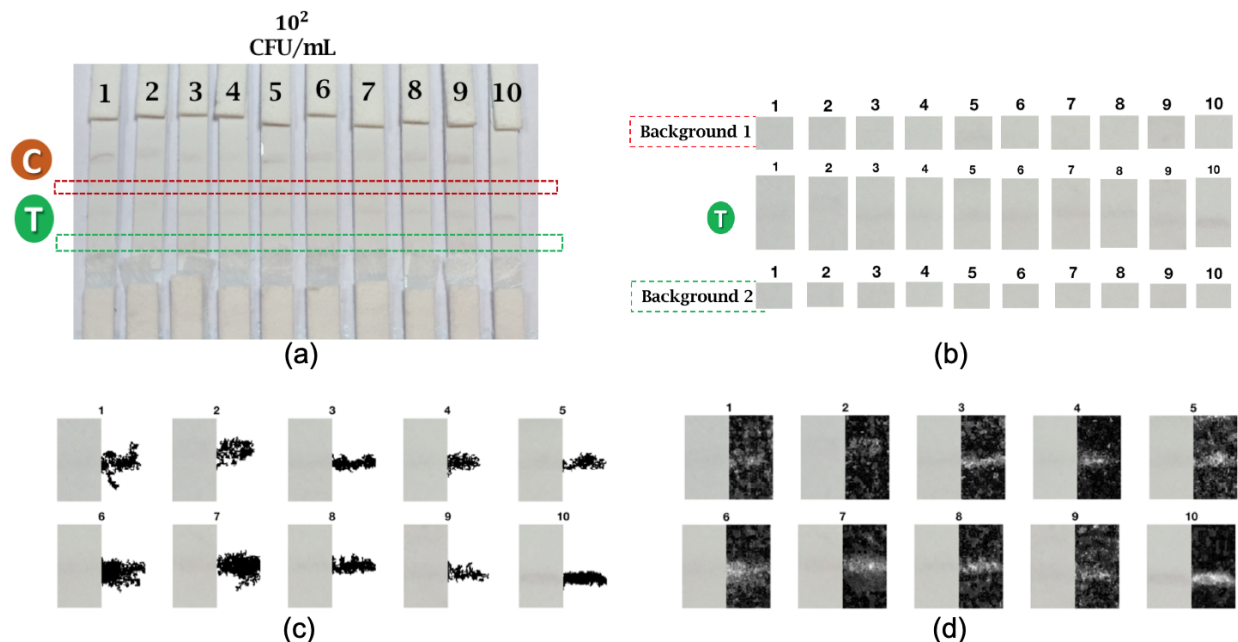 10²
CFU/mL
1 2 3 4 5 6 7 8 9 10
C
T
(a)
1 2 3 4 5 6 7 8 9 10
Background 1
1 2 3 4 5 6 7 8 9 10
T
1 2 3 4 5 6 7 8 9 10
Background 2
(b)
1 2 3 4 5
6 7 8 9 10
(c)
1 2 3 4 5
6 7 8 9 10
(d)